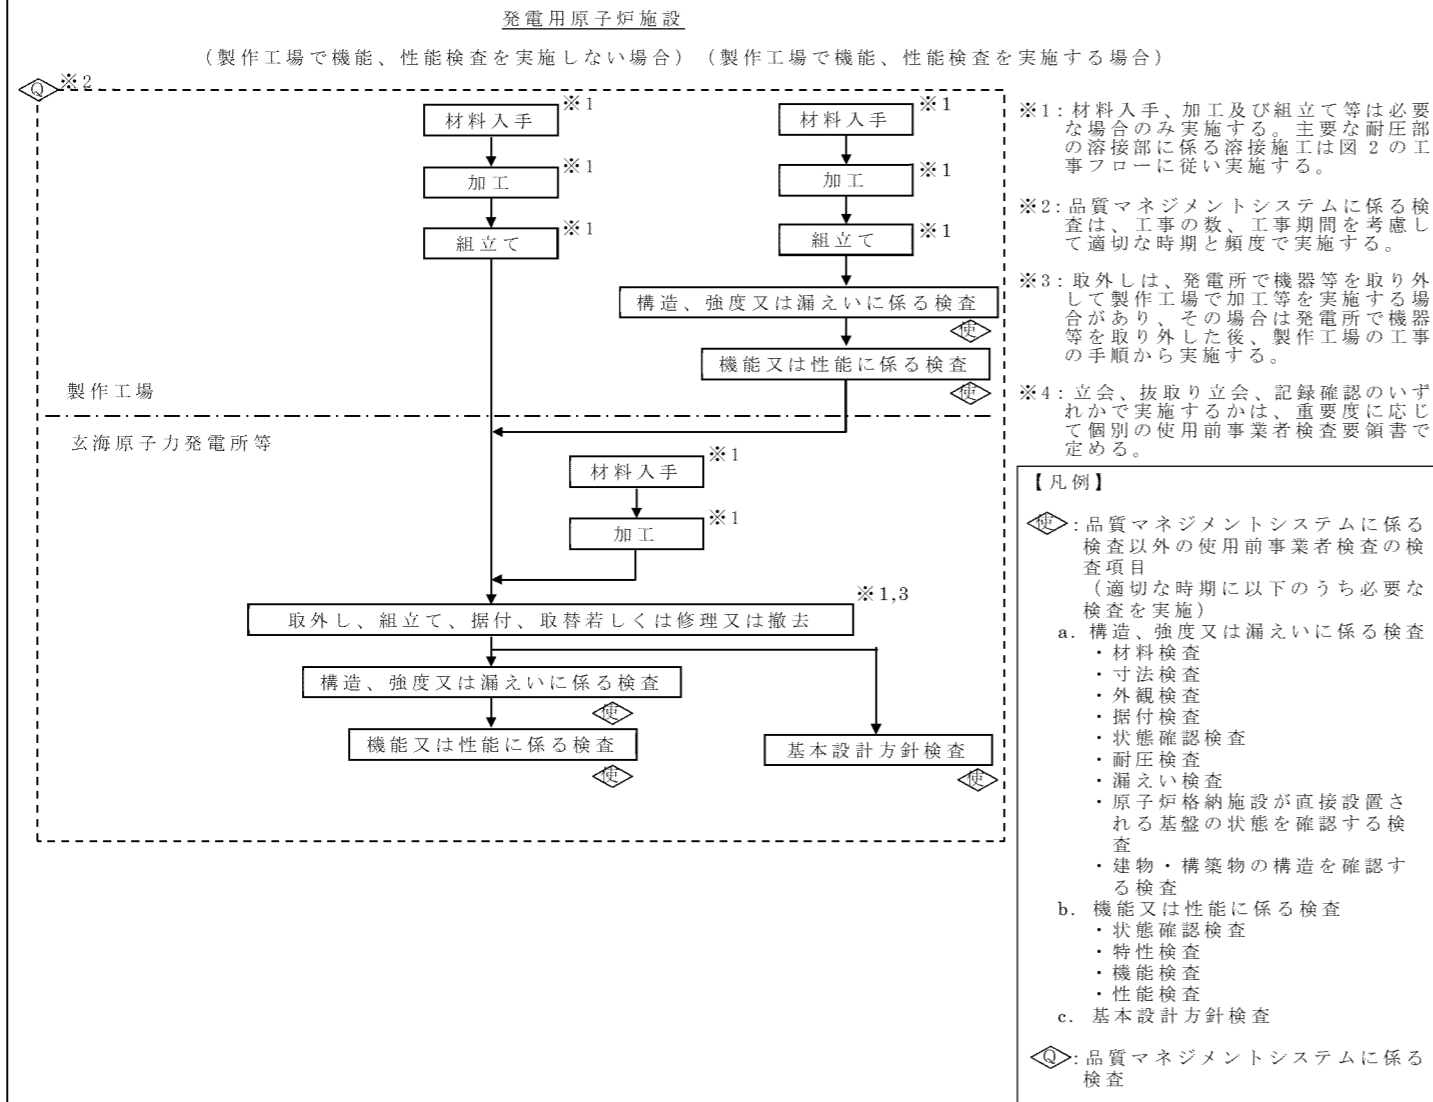 発電用原子炉施設
（製作工場で機能、性能検査を実施しない場合）（製作工場で機能、性能検査を実施する場合）
Q ※2
材料入手 ※1
加工 ※1
組立て ※1
材料入手 ※1
加工 ※1
組立て ※1
構造、強度又は漏えいに係る検査
使
機能又は性能に係る検査
使
製作工場
玄海原子力発電所等
材料入手 ※1
加工 ※1
※1,3
取外し、組立て、据付、取替若しくは修理又は撤去
構造、強度又は漏えいに係る検査
使
機能又は性能に係る検査
使
基本設計方針検査
使
※1：材料入手、加工及び組立て等は必要
な場合のみ実施する。主要な耐圧部
の溶接部に係る溶接施工は図2の工
事フローに従い実施する。
※2：品質マネジメントシステムに係る検
査は、工事の数、工事期間を考慮し
て適切な時期と頻度で実施する。
※3：取外しは、発電所で機器等を取り外
して製作工場で加工等を実施する場
合があり、その場合は発電所で機器
等を取り外した後、製作工場の工事
の手順から実施する。
※4：立会、抜取り立会、記録確認のいず
れかで実施するかは、重要度に応じ
て個別の使用前事業者検査要領書で
定める。
【凡例】
使：品質マネジメントシステムに係る
検査以外の使用前事業者検査の検
査項目
（適切な時期に以下のうち必要な
検査を実施）
a. 構造、強度又は漏えいに係る検査
・材料検査
・寸法検査
・外観検査
・据付検査
・状態確認検査
・耐圧検査
・漏えい検査
・原子炉格納施設が直接設置さ
れる基盤の状態を確認する検
査
・建物・構築物の構造を確認す
る検査
b. 機能又は性能に係る検査
・状態確認検査
・特性検査
・機能検査
・性能検査
c. 基本設計方針検査
Q：品質マネジメントシステムに係る
検査